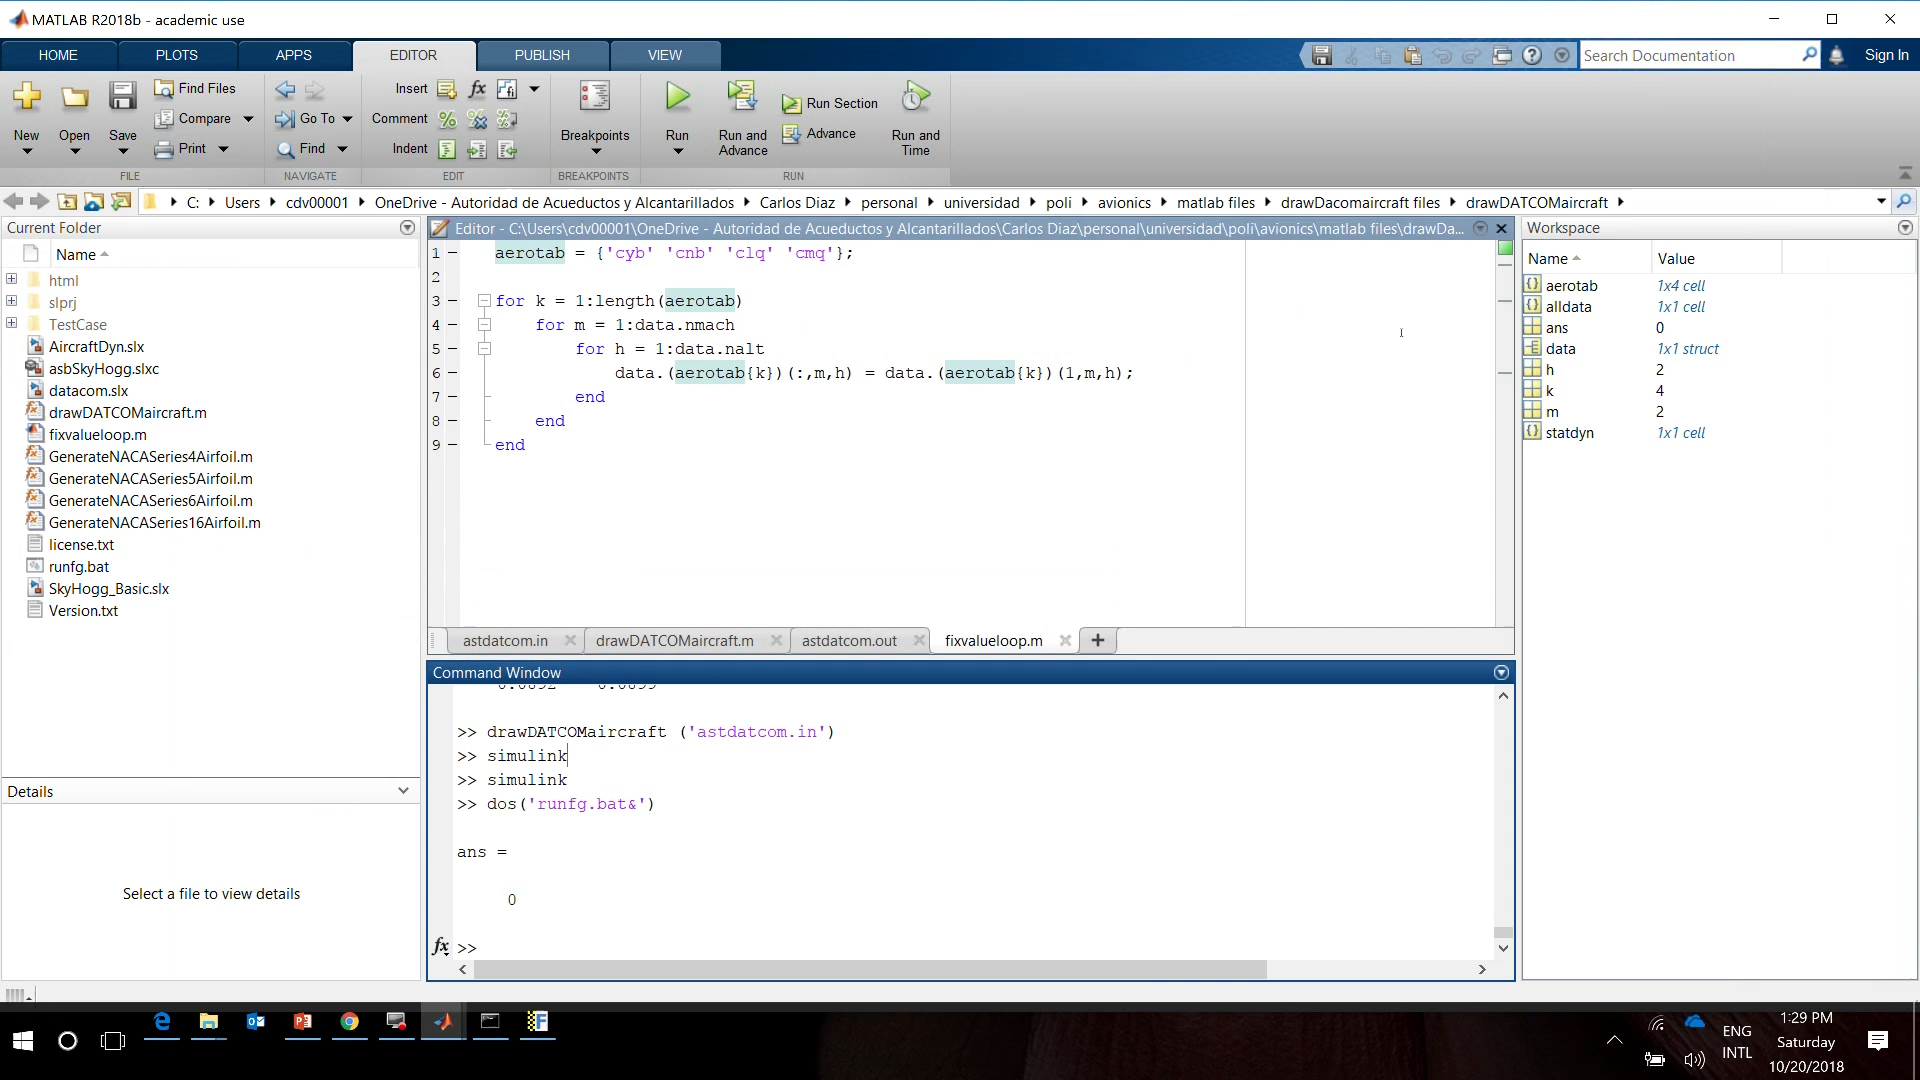 MATLAB R2018b - academic use
HOME PLOTS APPS EDITOR PUBLISH VIEW Search Documentation Sign In
New Open Save Find Files Compare Print
FILE
Go To Find
NAVIGATE
Insert fx
Comment
Indent
EDIT
Breakpoints
BREAKPOINTS
Run Run and Advance Run Section Advance Run and Time
RUN
C: Users cdv00001 OneDrive - Autoridad de Acueductos y Alcantarillados Carlos Diaz personal universidad poli avionics matlab files drawDacomaircraft files drawDATCOMaircraft
Current Folder
Name
html
slprj
TestCase
AircraftDyn.slx
asbSkyHogg.slxc
datacom.slx
drawDATCOMaircraft.m
fixvalueloop.m
GenerateNACASeries4Airfoil.m
GenerateNACASeries5Airfoil.m
GenerateNACASeries6Airfoil.m
GenerateNACASeries16Airfoil.m
license.txt
runfg.bat
SkyHogg_Basic.slx
Version.txt
Details
Select a file to view details
Editor - C:\Users\cdv00001\OneDrive - Autoridad de Acueductos y Alcantarillados\Carlos Diaz\personal\universidad\poli\avionics\matlab files\drawDa...
1 – aerotab = {'cyb' 'cnb' 'clq' 'cmq'};
2
3 – for k = 1:length(aerotab)
4 – for m = 1:data.nmach
5 – for h = 1:data.nalt
6 – data.(aerotab{k})(:,m,h) = data.(aerotab{k})(1,m,h);
7 – end
8 – end
9 – end
astdatcom.in drawDATCOMaircraft.m astdatcom.out fixvalueloop.m
Command Window
>> drawDATCOMaircraft ('astdatcom.in')
>> simulink
>> simulink
>> dos('runfg.bat&')
ans =
0
fx >>
Workspace
Name Value
aerotab 1x4 cell
alldata 1x1 cell
ans 0
data 1x1 struct
h 2
k 4
m 2
statdyn 1x1 cell
ENG
INTL
1:29 PM
Saturday
10/20/2018